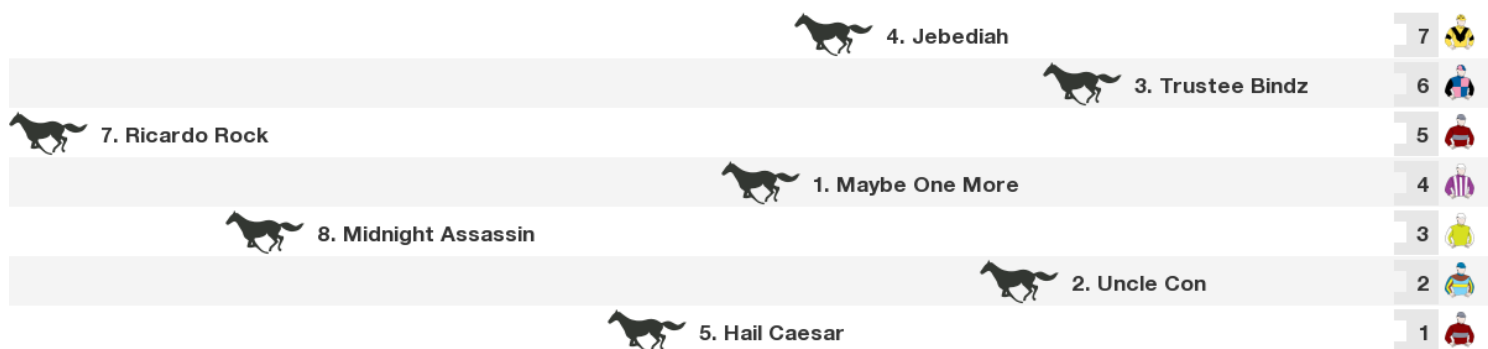 4. Jebediah 7
3. Trustee Bindz 6
7. Ricardo Rock 5
1. Maybe One More 4
8. Midnight Assassin 3
2. Uncle Con 2
5. Hail Caesar 1